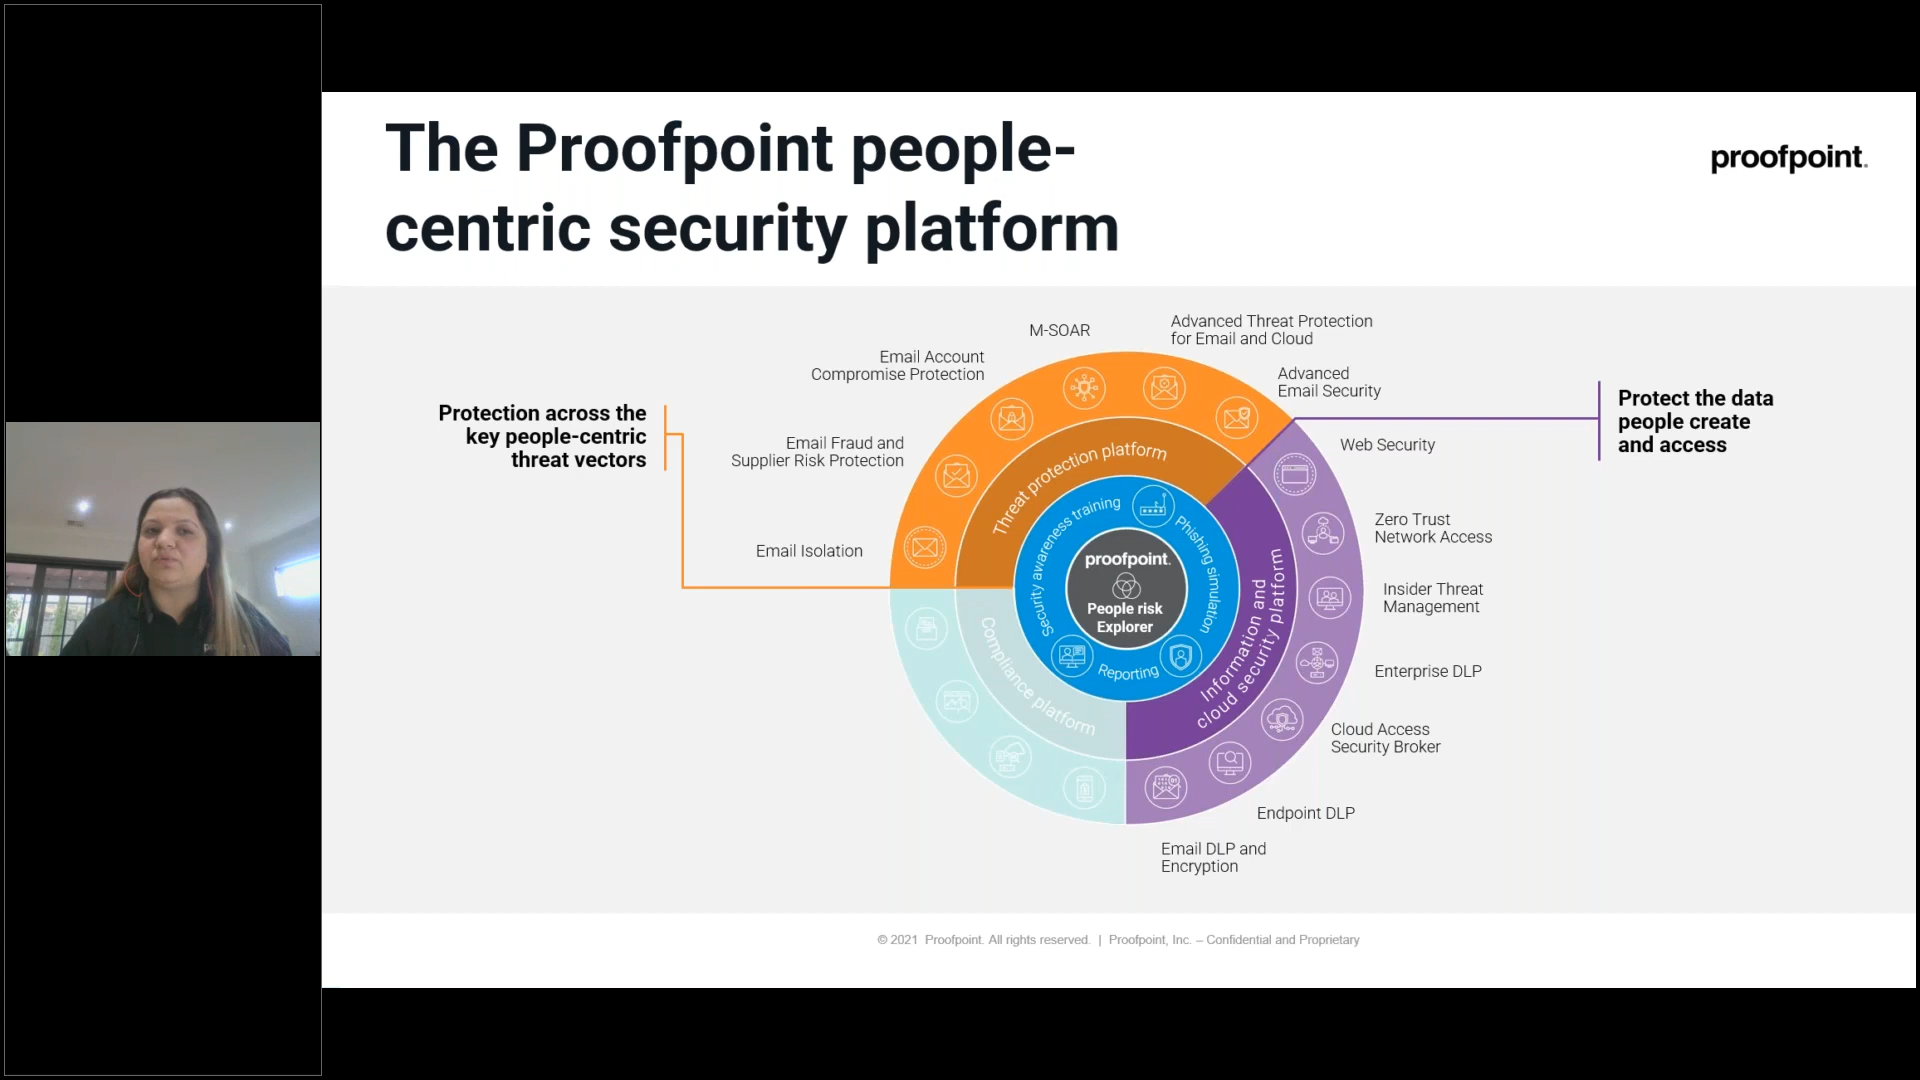 The Proofpoint people-
centric security platform
proofpoint.
M-SOAR
Advanced Threat Protection
for Email and Cloud
Email Account
Compromise Protection
Advanced
Email Security
Protection across the
key people-centric
threat vectors
Protect the data
people create
and access
Email Fraud and
Supplier Risk Protection
Web Security
Threat protection platform
Zero Trust
Network Access
Email Isolation
Security awareness training
Phishing simulation
Reporting
proofpoint.
People risk
Explorer
Information and
cloud security platform
Compliance platform
Insider Threat
Management
Enterprise DLP
Cloud Access
Security Broker
Endpoint DLP
Email DLP and
Encryption
© 2021 Proofpoint. All rights reserved. | Proofpoint, Inc. – Confidential and Proprietary